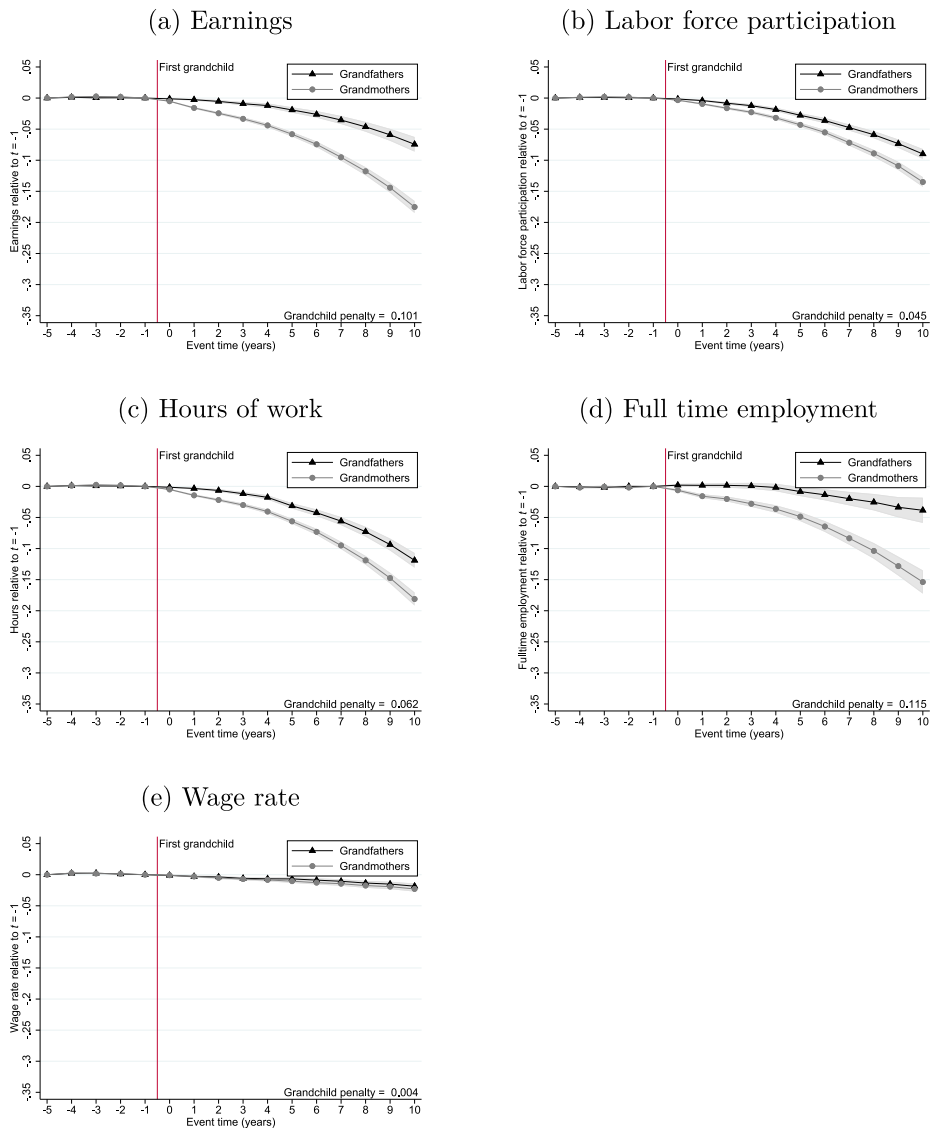 (a) Earnings
Earnings relative to t = -1
.05
0
-.05
-.1
-.15
-.2
-.25
-.3
-.35
First grandchild
Grandfathers
Grandmothers
Grandchild penalty = 0.101
-5 -4 -3 -2 -1 0 1 2 3 4 5 6 7 8 9 10
Event time (years)
(b) Labor force participation
Labor force participation relative to t = -1
.05
0
-.05
-.1
-.15
-.2
-.25
-.3
-.35
First grandchild
Grandfathers
Grandmothers
Grandchild penalty = 0.045
-5 -4 -3 -2 -1 0 1 2 3 4 5 6 7 8 9 10
Event time (years)
(c) Hours of work
Hours relative to t = -1
.05
0
-.05
-.1
-.15
-.2
-.25
-.3
-.35
First grandchild
Grandfathers
Grandmothers
Grandchild penalty = 0.062
-5 -4 -3 -2 -1 0 1 2 3 4 5 6 7 8 9 10
Event time (years)
(d) Full time employment
Fulltime employment relative to t = -1
.05
0
-.05
-.1
-.15
-.2
-.25
-.3
-.35
First grandchild
Grandfathers
Grandmothers
Grandchild penalty = 0.115
-5 -4 -3 -2 -1 0 1 2 3 4 5 6 7 8 9 10
Event time (years)
(e) Wage rate
Wage rate relative to t = -1
.05
0
-.05
-.1
-.15
-.2
-.25
-.3
-.35
First grandchild
Grandfathers
Grandmothers
Grandchild penalty = 0.004
-5 -4 -3 -2 -1 0 1 2 3 4 5 6 7 8 9 10
Event time (years)